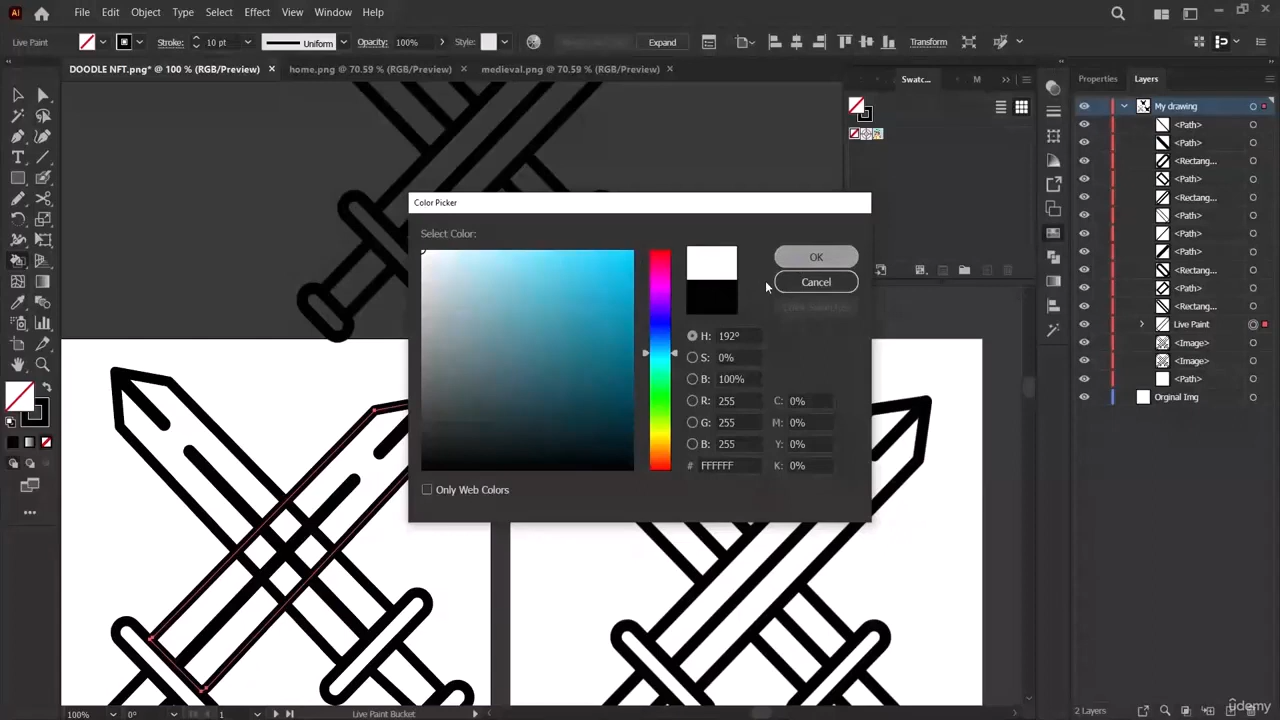 Ai
File Edit Object Type Select Effect View Window Help
Live Paint Stroke: 10 pt Uniform Opacity: 100% Style: Expand Transform
DOODLE NFT.png* @ 100 % (RGB/Preview) × home.png @ 70.59 % (RGB/Preview) × medieval.png @ 70.59 % (RGB/Preview) × Swatc... M Properties Layers
My drawing
<Path>
<Path>
<Rectang...
<Path>
<Rectang...
<Path>
<Path>
<Path>
<Rectang...
<Path>
<Rectang...
Live Paint
<Image>
<Image>
<Path>
Orginal Img
Color Picker
Select Color:
OK
Cancel
H: 192º
S: 0%
B: 100%
R: 255 C: 0%
G: 255 M: 0%
B: 255 Y: 0%
# FFFFFF K: 0%
Only Web Colors
100% 0° 1 Live Paint Bucket 2 Layers
Udemy